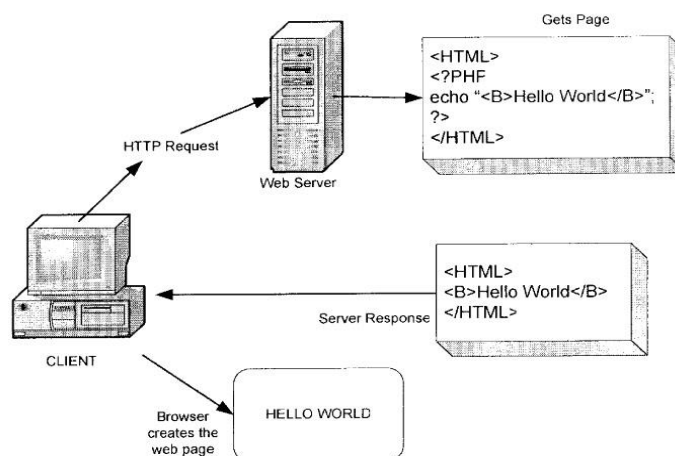 Gets Page
<HTML>
<?PHF
echo "<B>Hello World</B>";
?>
</HTML>
HTTP Request
Web Server
<HTML>
<B>Hello World</B>
</HTML>
Server Response
CLIENT
HELLO WORLD
Browser
creates the
web page